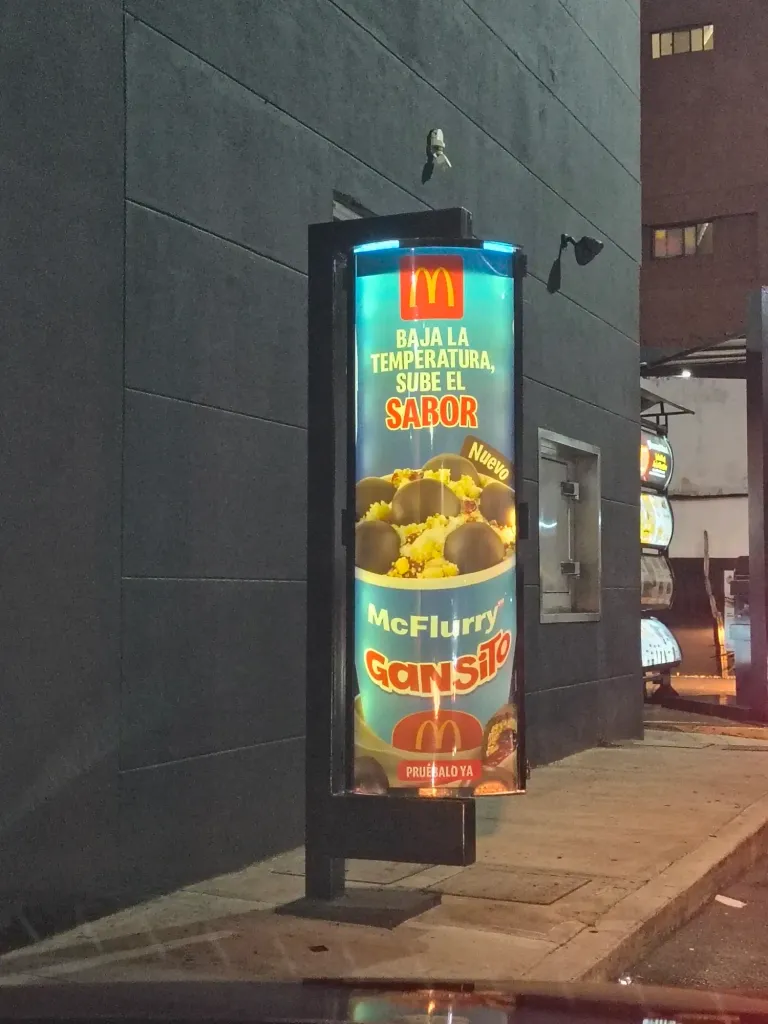 BAJA LA
TEMPERATURA,
SUBE EL
SABOR
Nuevo
McFlurry
GANSITO
PRUÉBALO YA